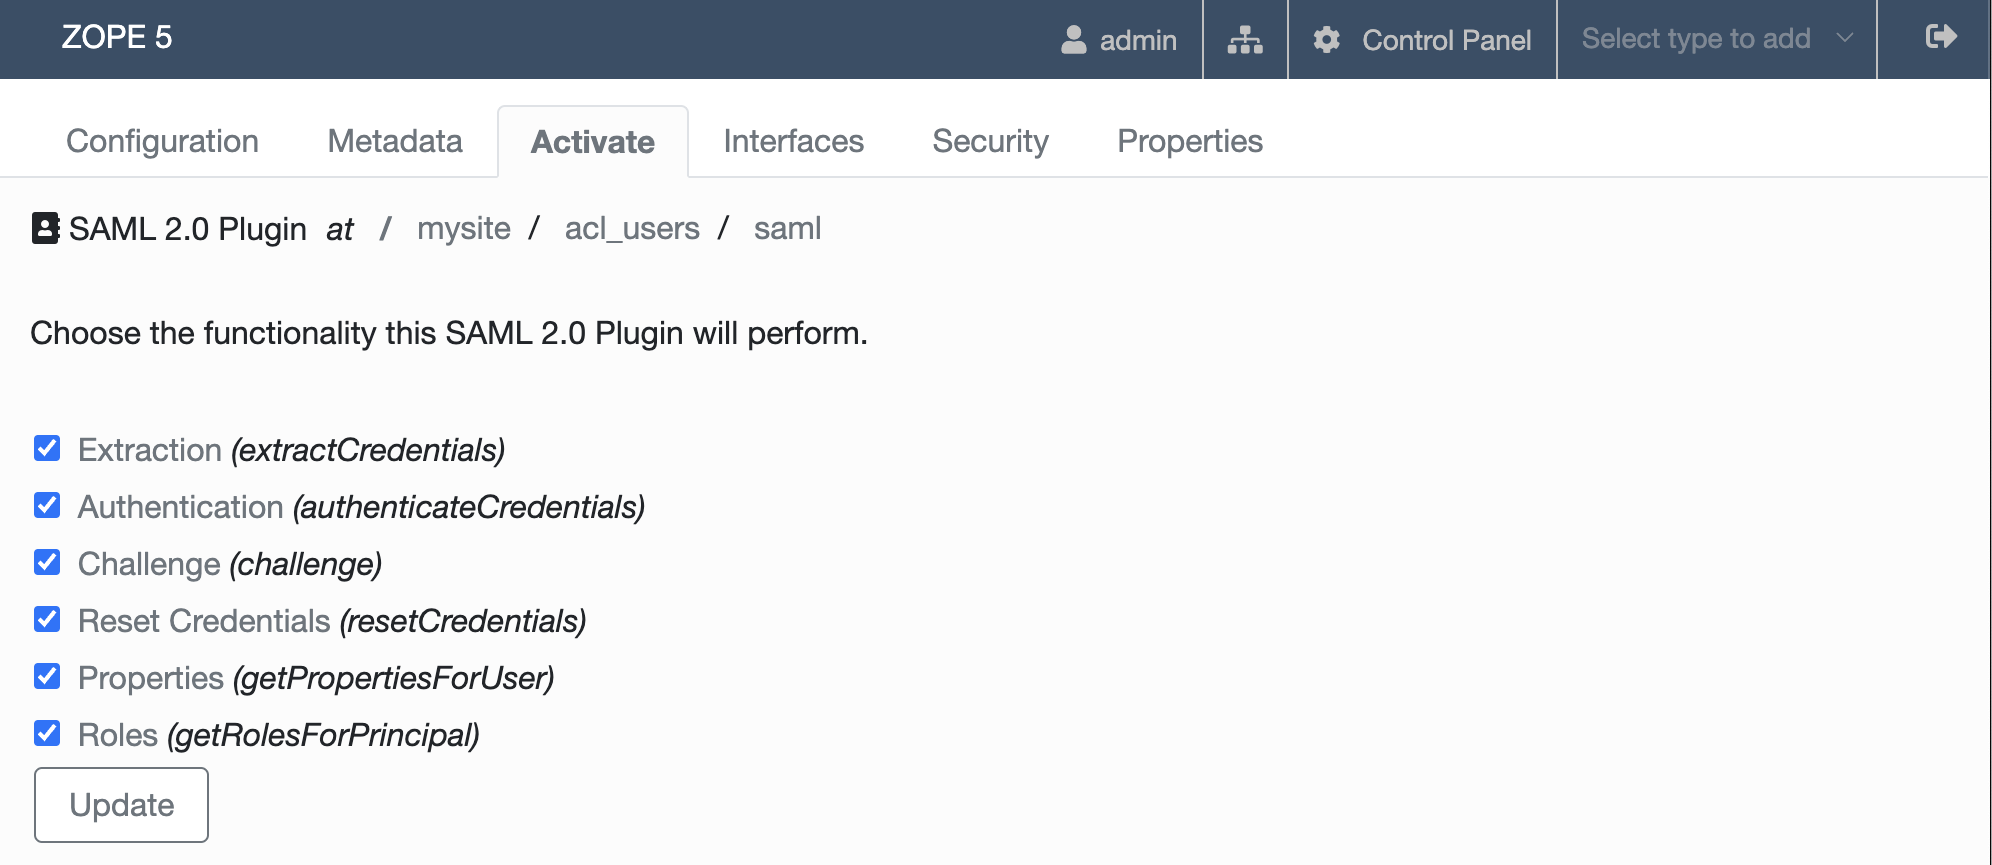 ZOPE 5 admin Control Panel Select type to add
Configuration Metadata Activate Interfaces Security Properties
SAML 2.0 Plugin at / mysite / acl_users / saml
Choose the functionality this SAML 2.0 Plugin will perform.
Extraction (extractCredentials)
Authentication (authenticateCredentials)
Challenge (challenge)
Reset Credentials (resetCredentials)
Properties (getPropertiesForUser)
Roles (getRolesForPrincipal)
Update